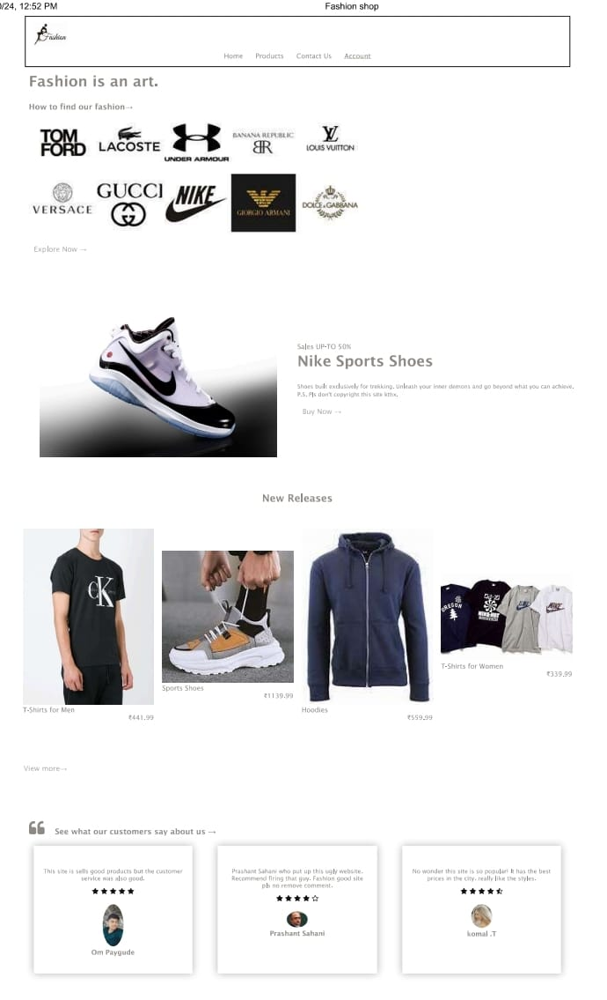 0/24, 12:52 PM
Fashion shop
Fashion
Home Products Contact Us Account
Fashion is an art.
How to find our fashion→
TOM FORD
LACOSTE
UNDER ARMOUR
BANANA REPUBLIC
BR
LV
LOUIS VUITTON
VERSACE
GUCCI
NIKE
GIORGIO ARMANI
DOLCE & GABBANA
Explore Now →
Sales UP-TO 50%
Nike Sports Shoes
Shoes built exclusively for trekking. Unleash your inner demons and go beyond what you can achieve.
P.S. Pls don't copyright this site kthx.
Buy Now →
New Releases
cK
T-Shirts for Men
₹441.99
Sports Shoes
₹1139.99
Hoodies
₹559.99
OREGON
NIKE
T-Shirts for Women
₹339.99
View more→
❝ See what our customers say about us →
This site is sells good products but the customer
service was also good.
★★★★★
Om Paygude
Prashant Sahani who put up this ugly website.
Recommend firing that guy. Fashion good site
pls no remove comment.
★★★★☆
Prashant Sahani
No wonder this site is so popular! It has the best
prices in the city. really like the styles.
komal .T